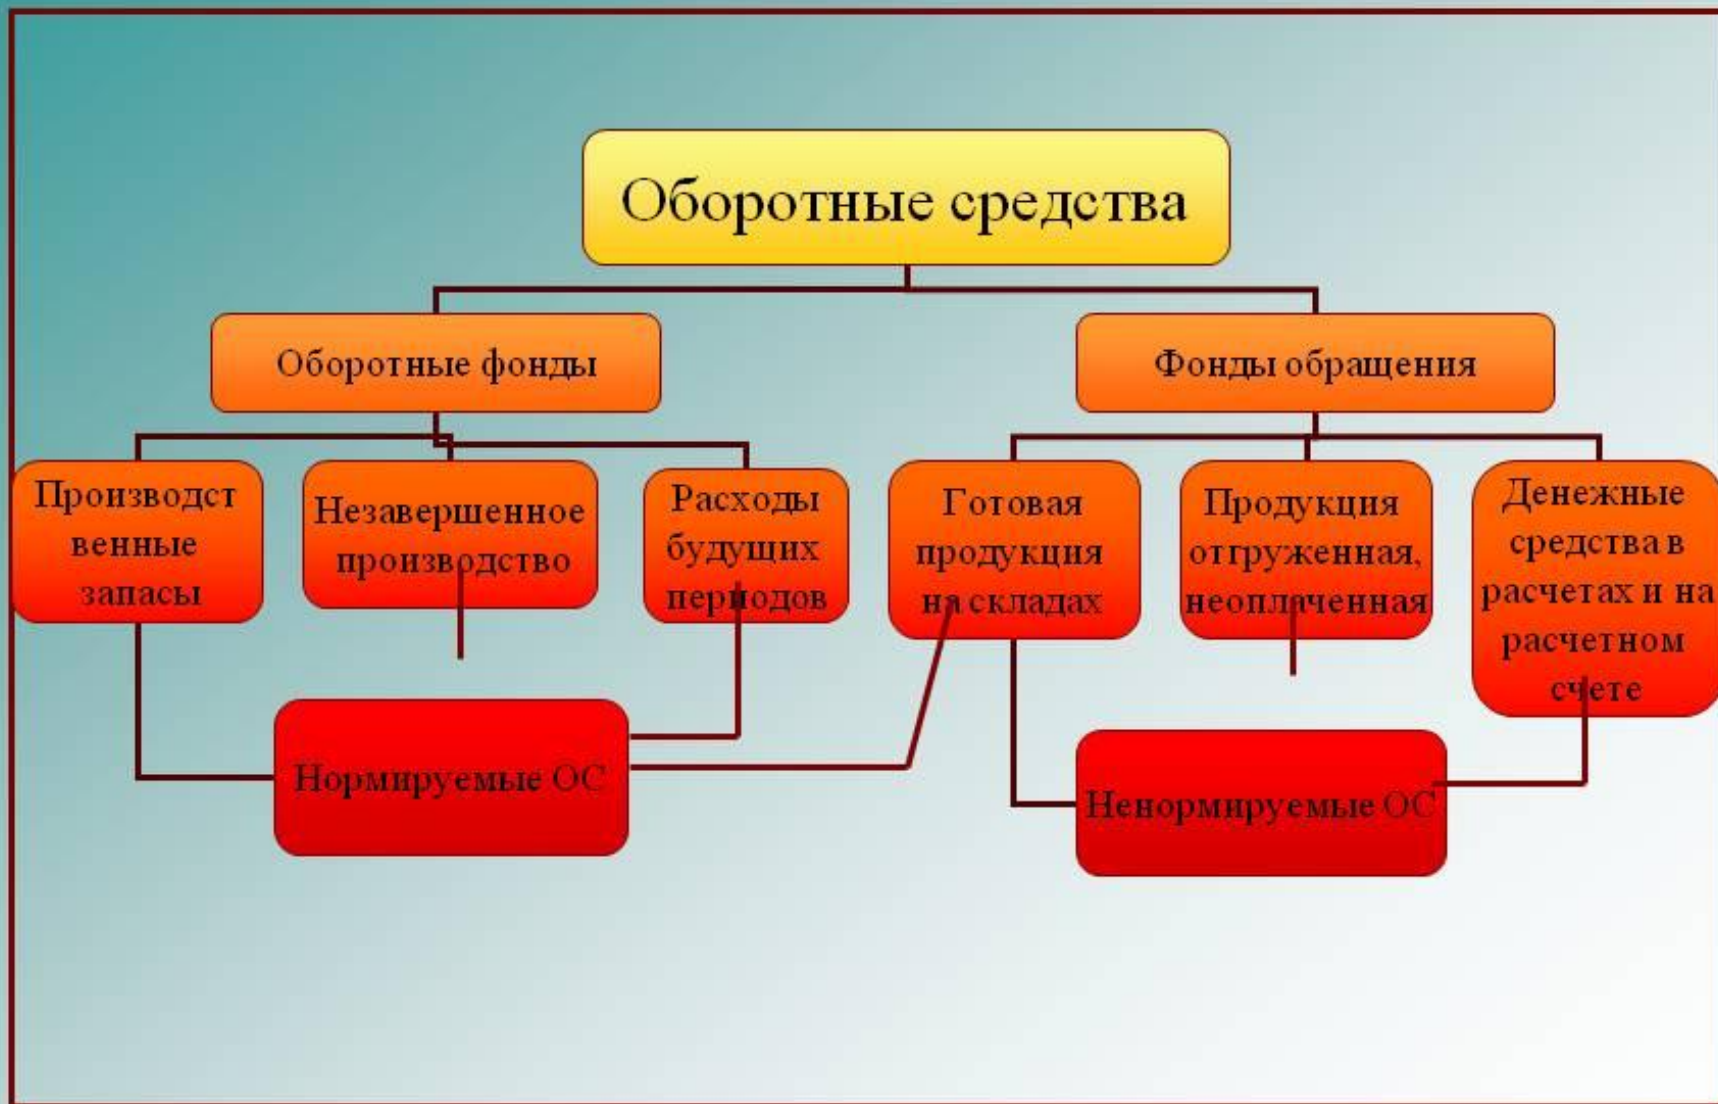 Оборотные средства
Оборотные фонды
Фонды обращения
Производст
венные
запасы
Незавершенное
производство
Расходы
будущих
периодов
Готовая
продукция
на складах
Продукция
отгруженная,
неоплаченная
Денежные
средства в
расчетах и на
расчетном
счете
Нормируемые ОС
Ненормируемые ОС